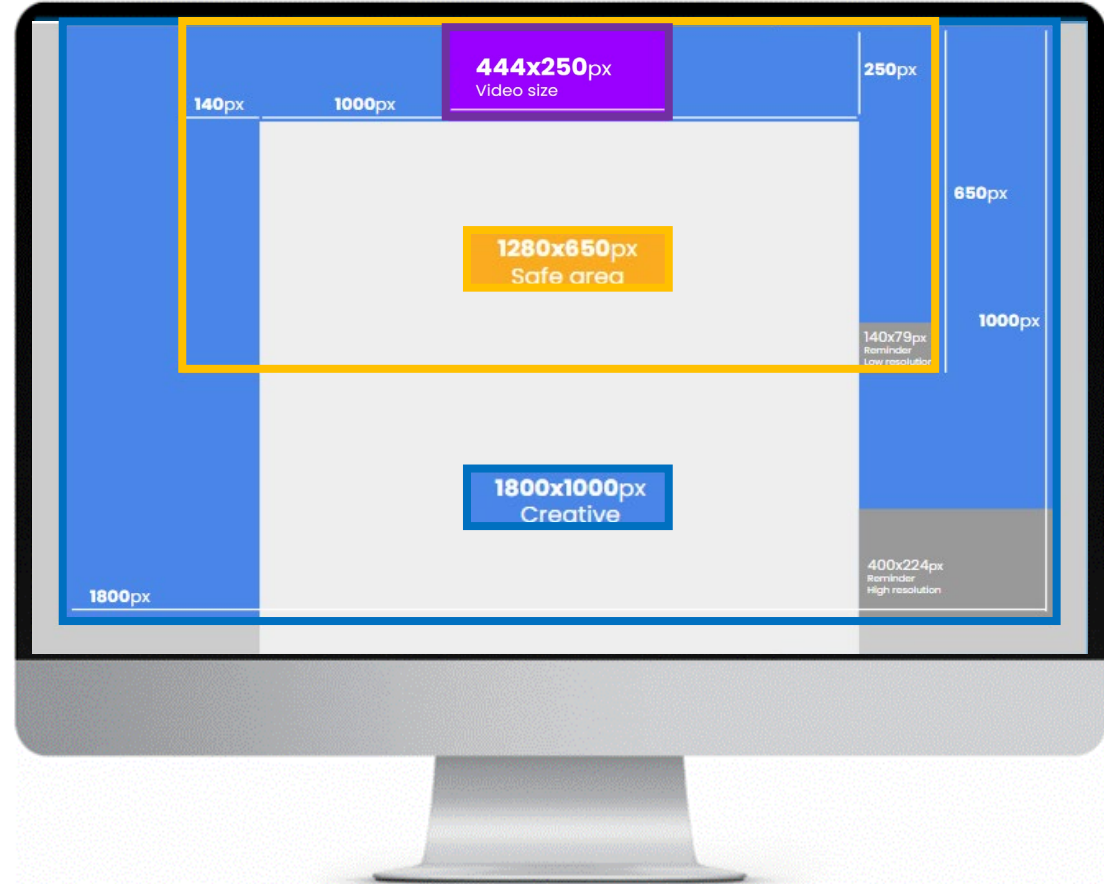 444x250px
Video size
250px
140px
1000px
650px
1280x650px
Safe area
1000px
140x79px
Reminder
Low resolution
1800x1000px
Creative
400x224px
Reminder
High resolution
1800px